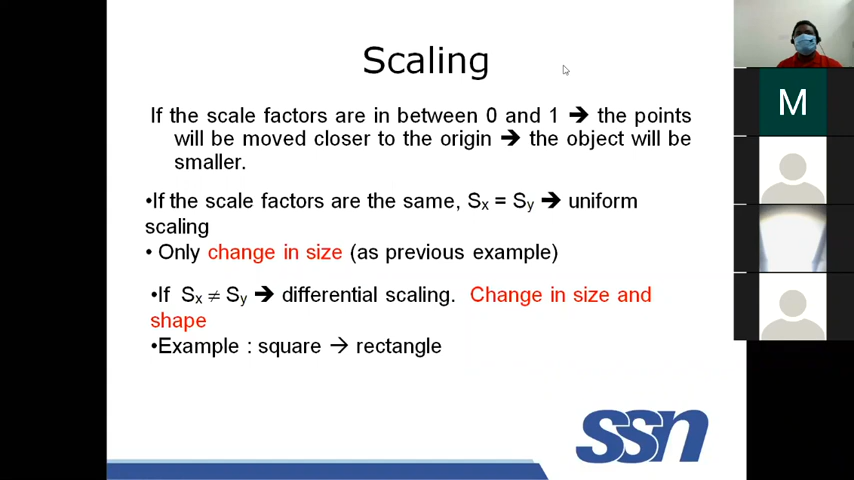 Scaling
If the scale factors are in between 0 and 1 🡺 the points
will be moved closer to the origin 🡺 the object will be
smaller.
•If the scale factors are the same, Sx = Sy 🡺 uniform
scaling
• Only change in size (as previous example)
•If Sx ≠ Sy 🡺 differential scaling. Change in size and
shape
•Example : square → rectangle
ssn
M